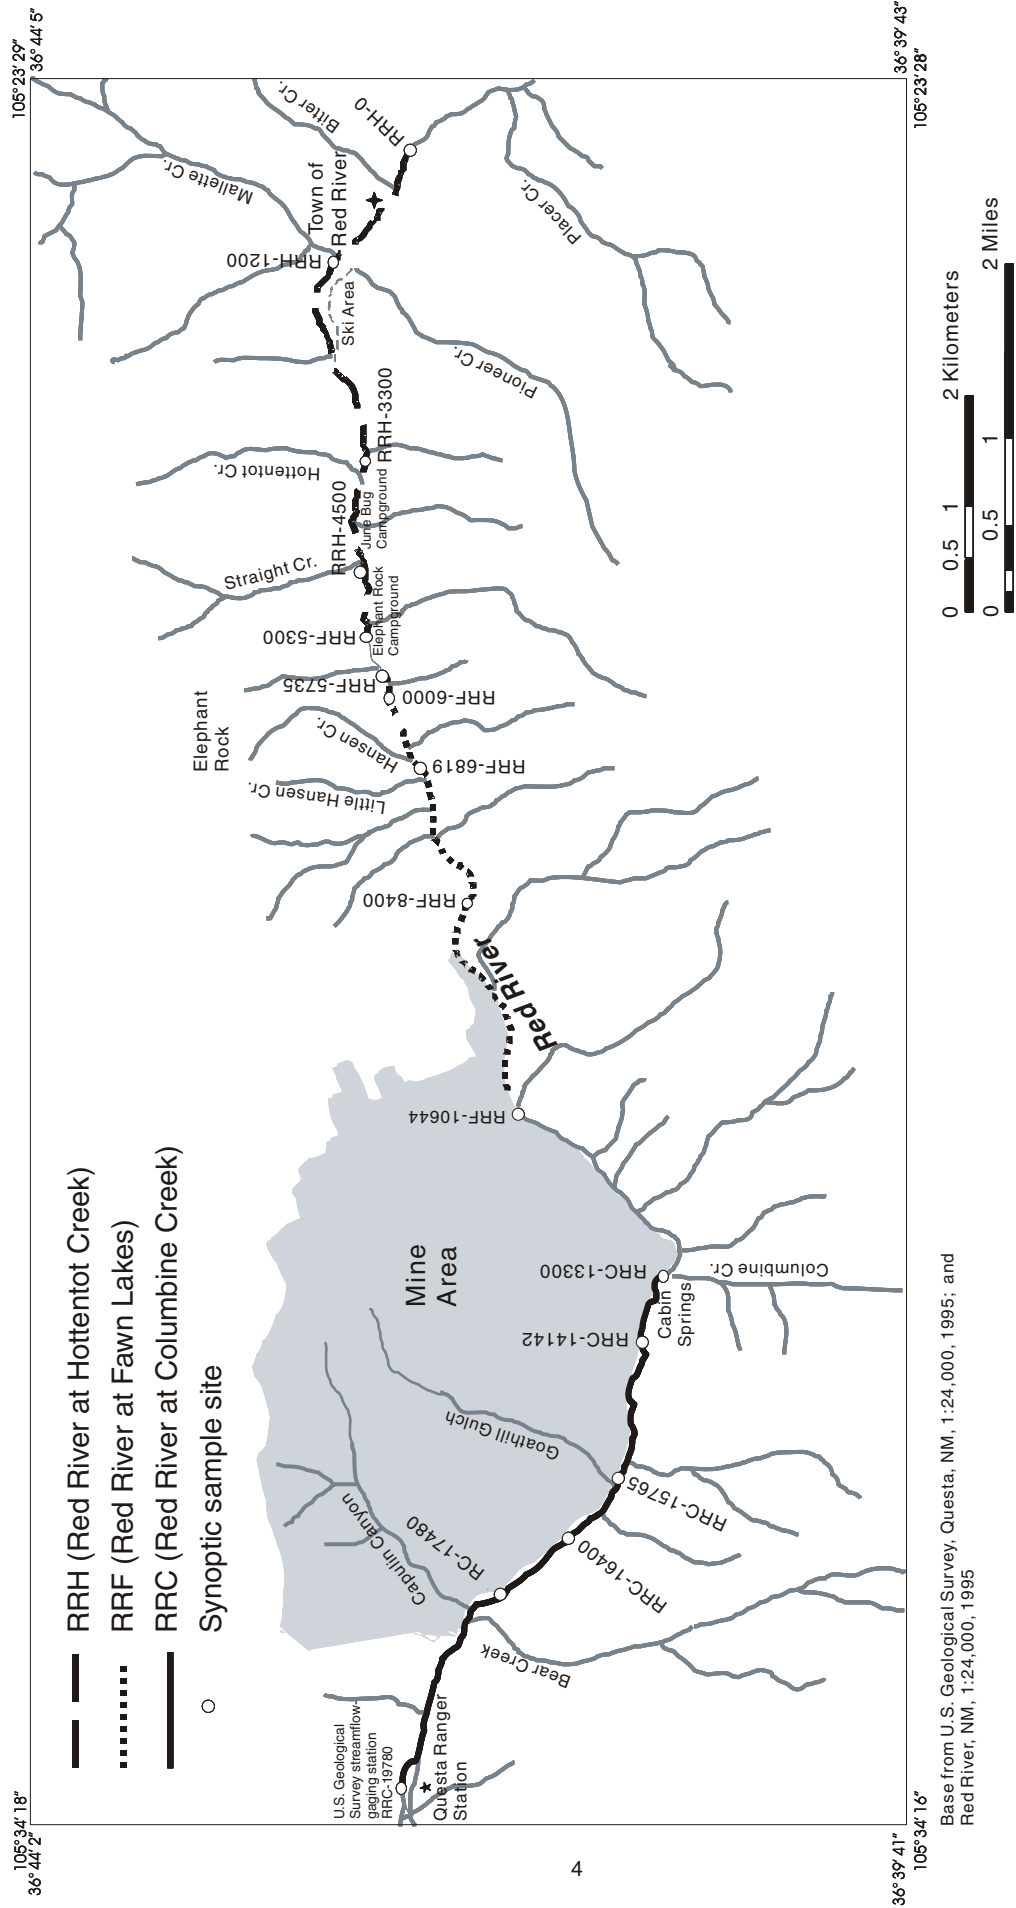 105°34′18″
36°44′2″
105°23′29″
36°44′5″
RRH (Red River at Hottentot Creek)
RRF (Red River at Fawn Lakes)
RRC (Red River at Columbine Creek)
Synoptic sample site
U.S. Geological
Survey streamflow-
gaging station
RRC-19780
Questa Ranger
Station
Bear Creek
Capulin Canyon
RC-17480
RRC-16400
RRC-15765
Goathill Gulch
Mine
Area
RRC-14142
Cabin
Springs
RRC-13300
Columbine Cr.
RRF-10644
Red River
RRF-8400
Little Hansen Cr.
Hansen Cr.
RRF-6819
Elephant
Rock
RRF-6000
RRF-5735
RRF-5300
Elephant Rock
Campground
Straight Cr.
RRH-4500
June Bug
Campground
Hottentot Cr.
RRH-3300
Pioneer Cr.
Ski Area
RRH-1200
Town of
Red River
Mallette Cr.
Bitter Cr.
RRH-0
Placer Cr.
36°39′41″
105°34′16″
36°39′43″
105°23′28″
Base from U.S. Geological Survey, Questa, NM, 1:24,000, 1995; and
Red River, NM, 1:24,000, 1995
0 0.5 1 2 Kilometers
0 0.5 1 2 Miles
4